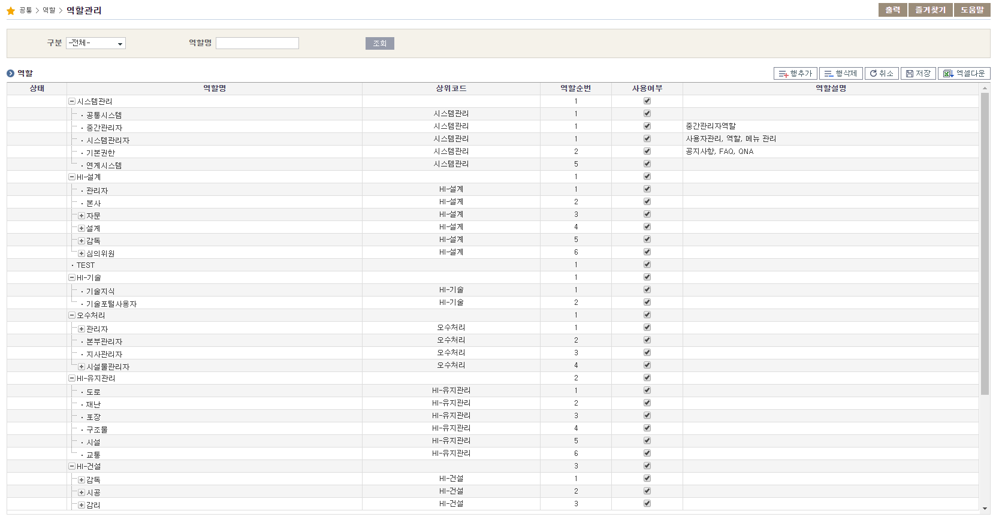 공통 > 역할 > 역할관리 출력 즐겨찾기 도움말
구분 -전체- 역할명 조회
역할 행추가 행삭제 취소 저장 엑셀다운
상태 역할명 상위코드 역할순번 사용여부 역할설명
시스템관리 1
공통시스템 시스템관리 1
중간관리자 시스템관리 1 중간관리자역할
시스템관리자 시스템관리 1 사용자관리, 역할, 메뉴 관리
기본권한 시스템관리 2 공지사항, FAQ, QNA
연계시스템 시스템관리 5
HI-설계 1
관리자 HI-설계 1
본사 HI-설계 2
자문 HI-설계 3
설계 HI-설계 4
감독 HI-설계 5
심의위원 HI-설계 6
TEST 1
HI-기술 1
기술지식 HI-기술 1
기술포털사용자 HI-기술 2
오수처리 1
관리자 오수처리 1
본부관리자 오수처리 2
지사관리자 오수처리 3
시설물관리자 오수처리 4
HI-유지관리 2
도로 HI-유지관리 1
재난 HI-유지관리 2
포장 HI-유지관리 3
구조물 HI-유지관리 4
시설 HI-유지관리 5
교통 HI-유지관리 6
HI-건설 3
감독 HI-건설 1
시공 HI-건설 2
감리 HI-건설 3